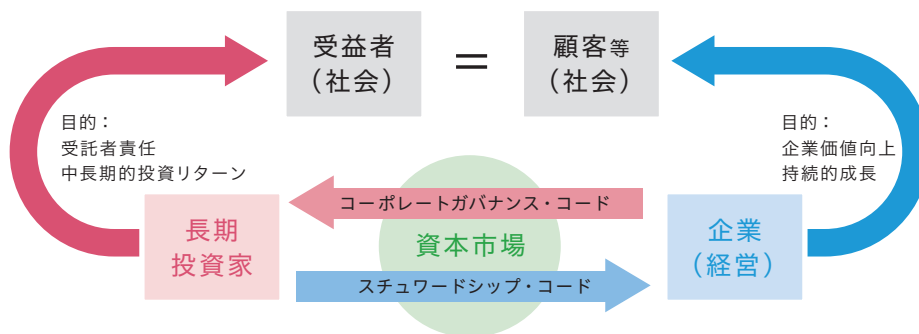 受益者
（社会）
＝
顧客等
（社会）
目的：
受託者責任
中長期的投資リターン
目的：
企業価値向上
持続的成長
コーポレートガバナンス・コード
長期
投資家
資本市場
企業
（経営）
スチュワードシップ・コード